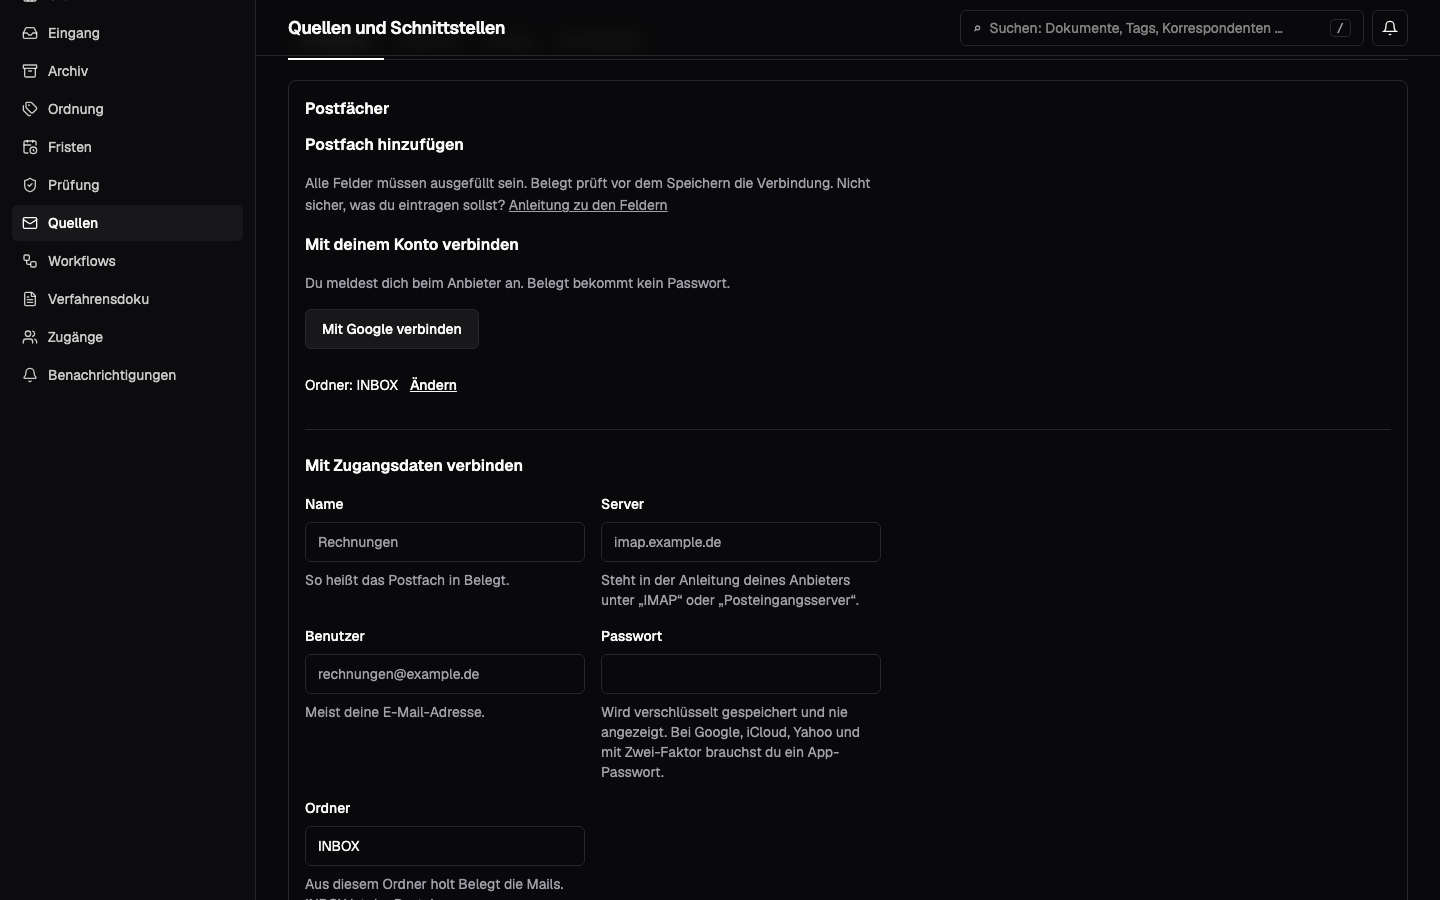 Quellen und Schnittstellen
Suchen: Dokumente, Tags, Korrespondenten …
/
Eingang
Archiv
Ordnung
Fristen
Prüfung
Quellen
Workflows
Verfahrensdoku
Zugänge
Benachrichtigungen
Postfächer
Postfach hinzufügen
Alle Felder müssen ausgefüllt sein. Belegt prüft vor dem Speichern die Verbindung. Nicht
sicher, was du eintragen sollst? Anleitung zu den Feldern
Mit deinem Konto verbinden
Du meldest dich beim Anbieter an. Belegt bekommt kein Passwort.
Mit Google verbinden
Ordner: INBOX Ändern
Mit Zugangsdaten verbinden
Name
Server
Rechnungen
imap.example.de
So heißt das Postfach in Belegt.
Steht in der Anleitung deines Anbieters
unter „IMAP“ oder „Posteingangsserver“.
Benutzer
Passwort
rechnungen@example.de
Meist deine E-Mail-Adresse.
Wird verschlüsselt gespeichert und nie
angezeigt. Bei Google, iCloud, Yahoo und
mit Zwei-Faktor brauchst du ein App-
Passwort.
Ordner
INBOX
Aus diesem Ordner holt Belegt die Mails.